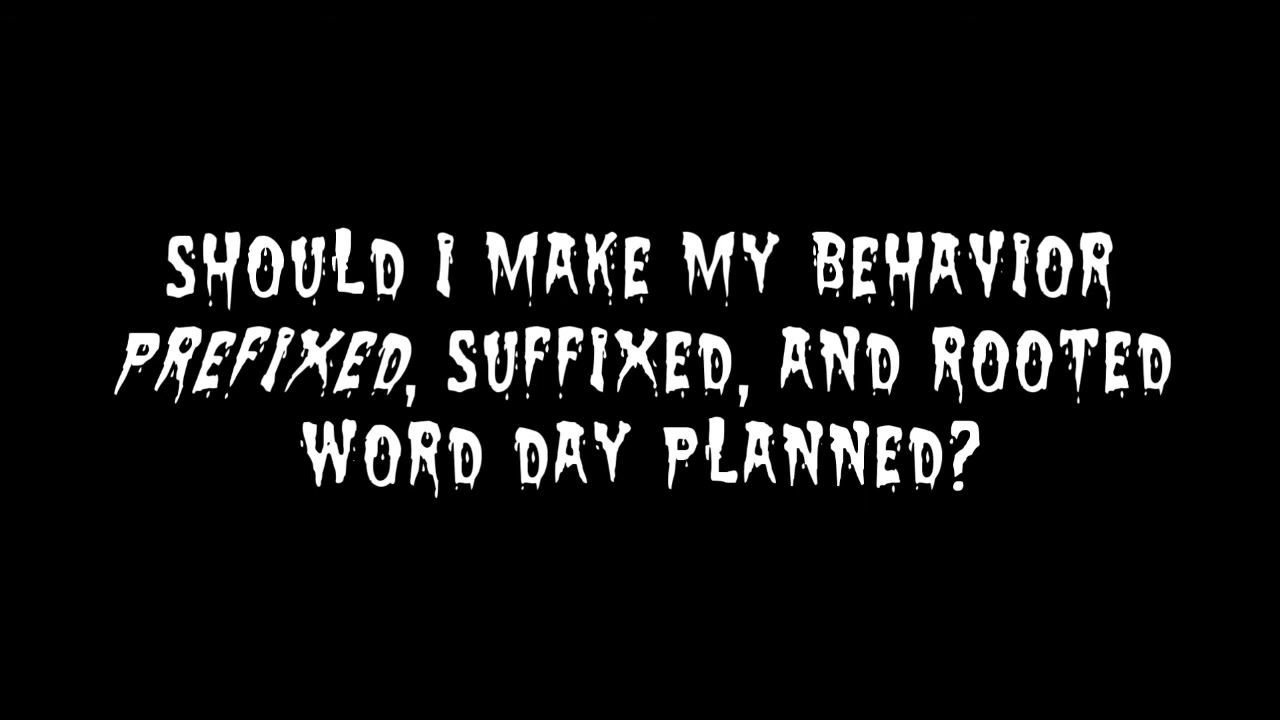 SHOULD I MAKE MY BEHAVIOR
PREFIXED, SUFFIXED, AND ROOTED
WORD DAY PLANNED?